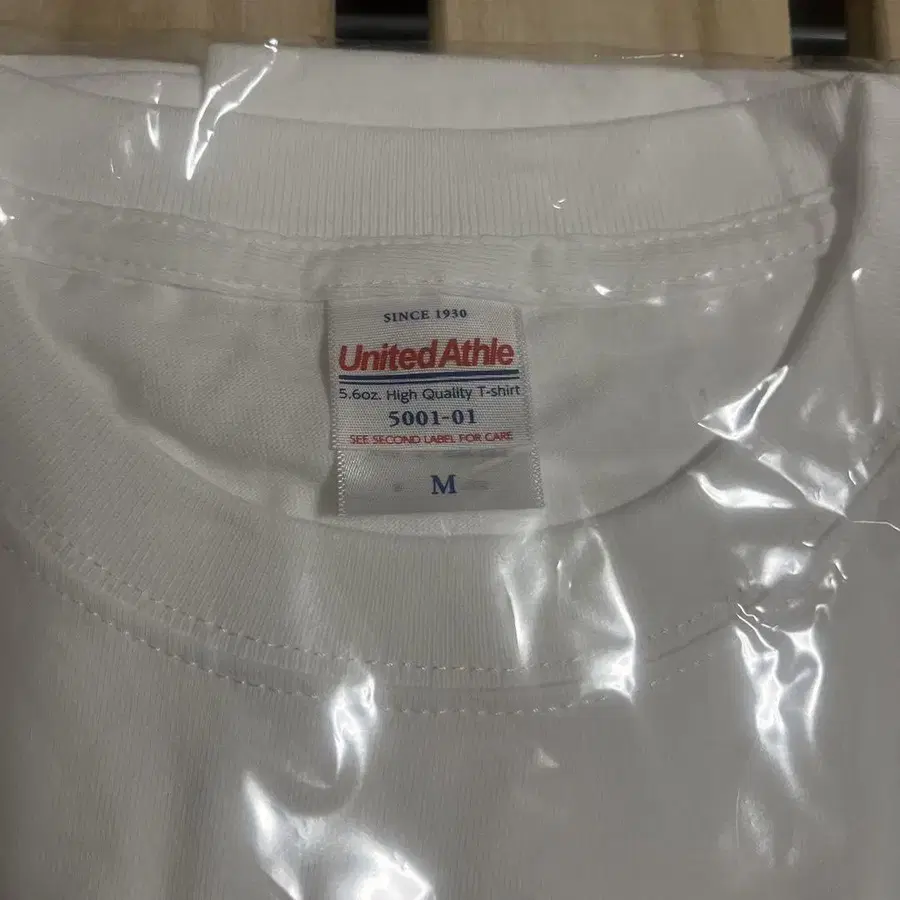 SINCE 1930
United Athle
5.6oz. High Quality T-shirt
5001-01
SEE SECOND LABEL FOR CARE
M